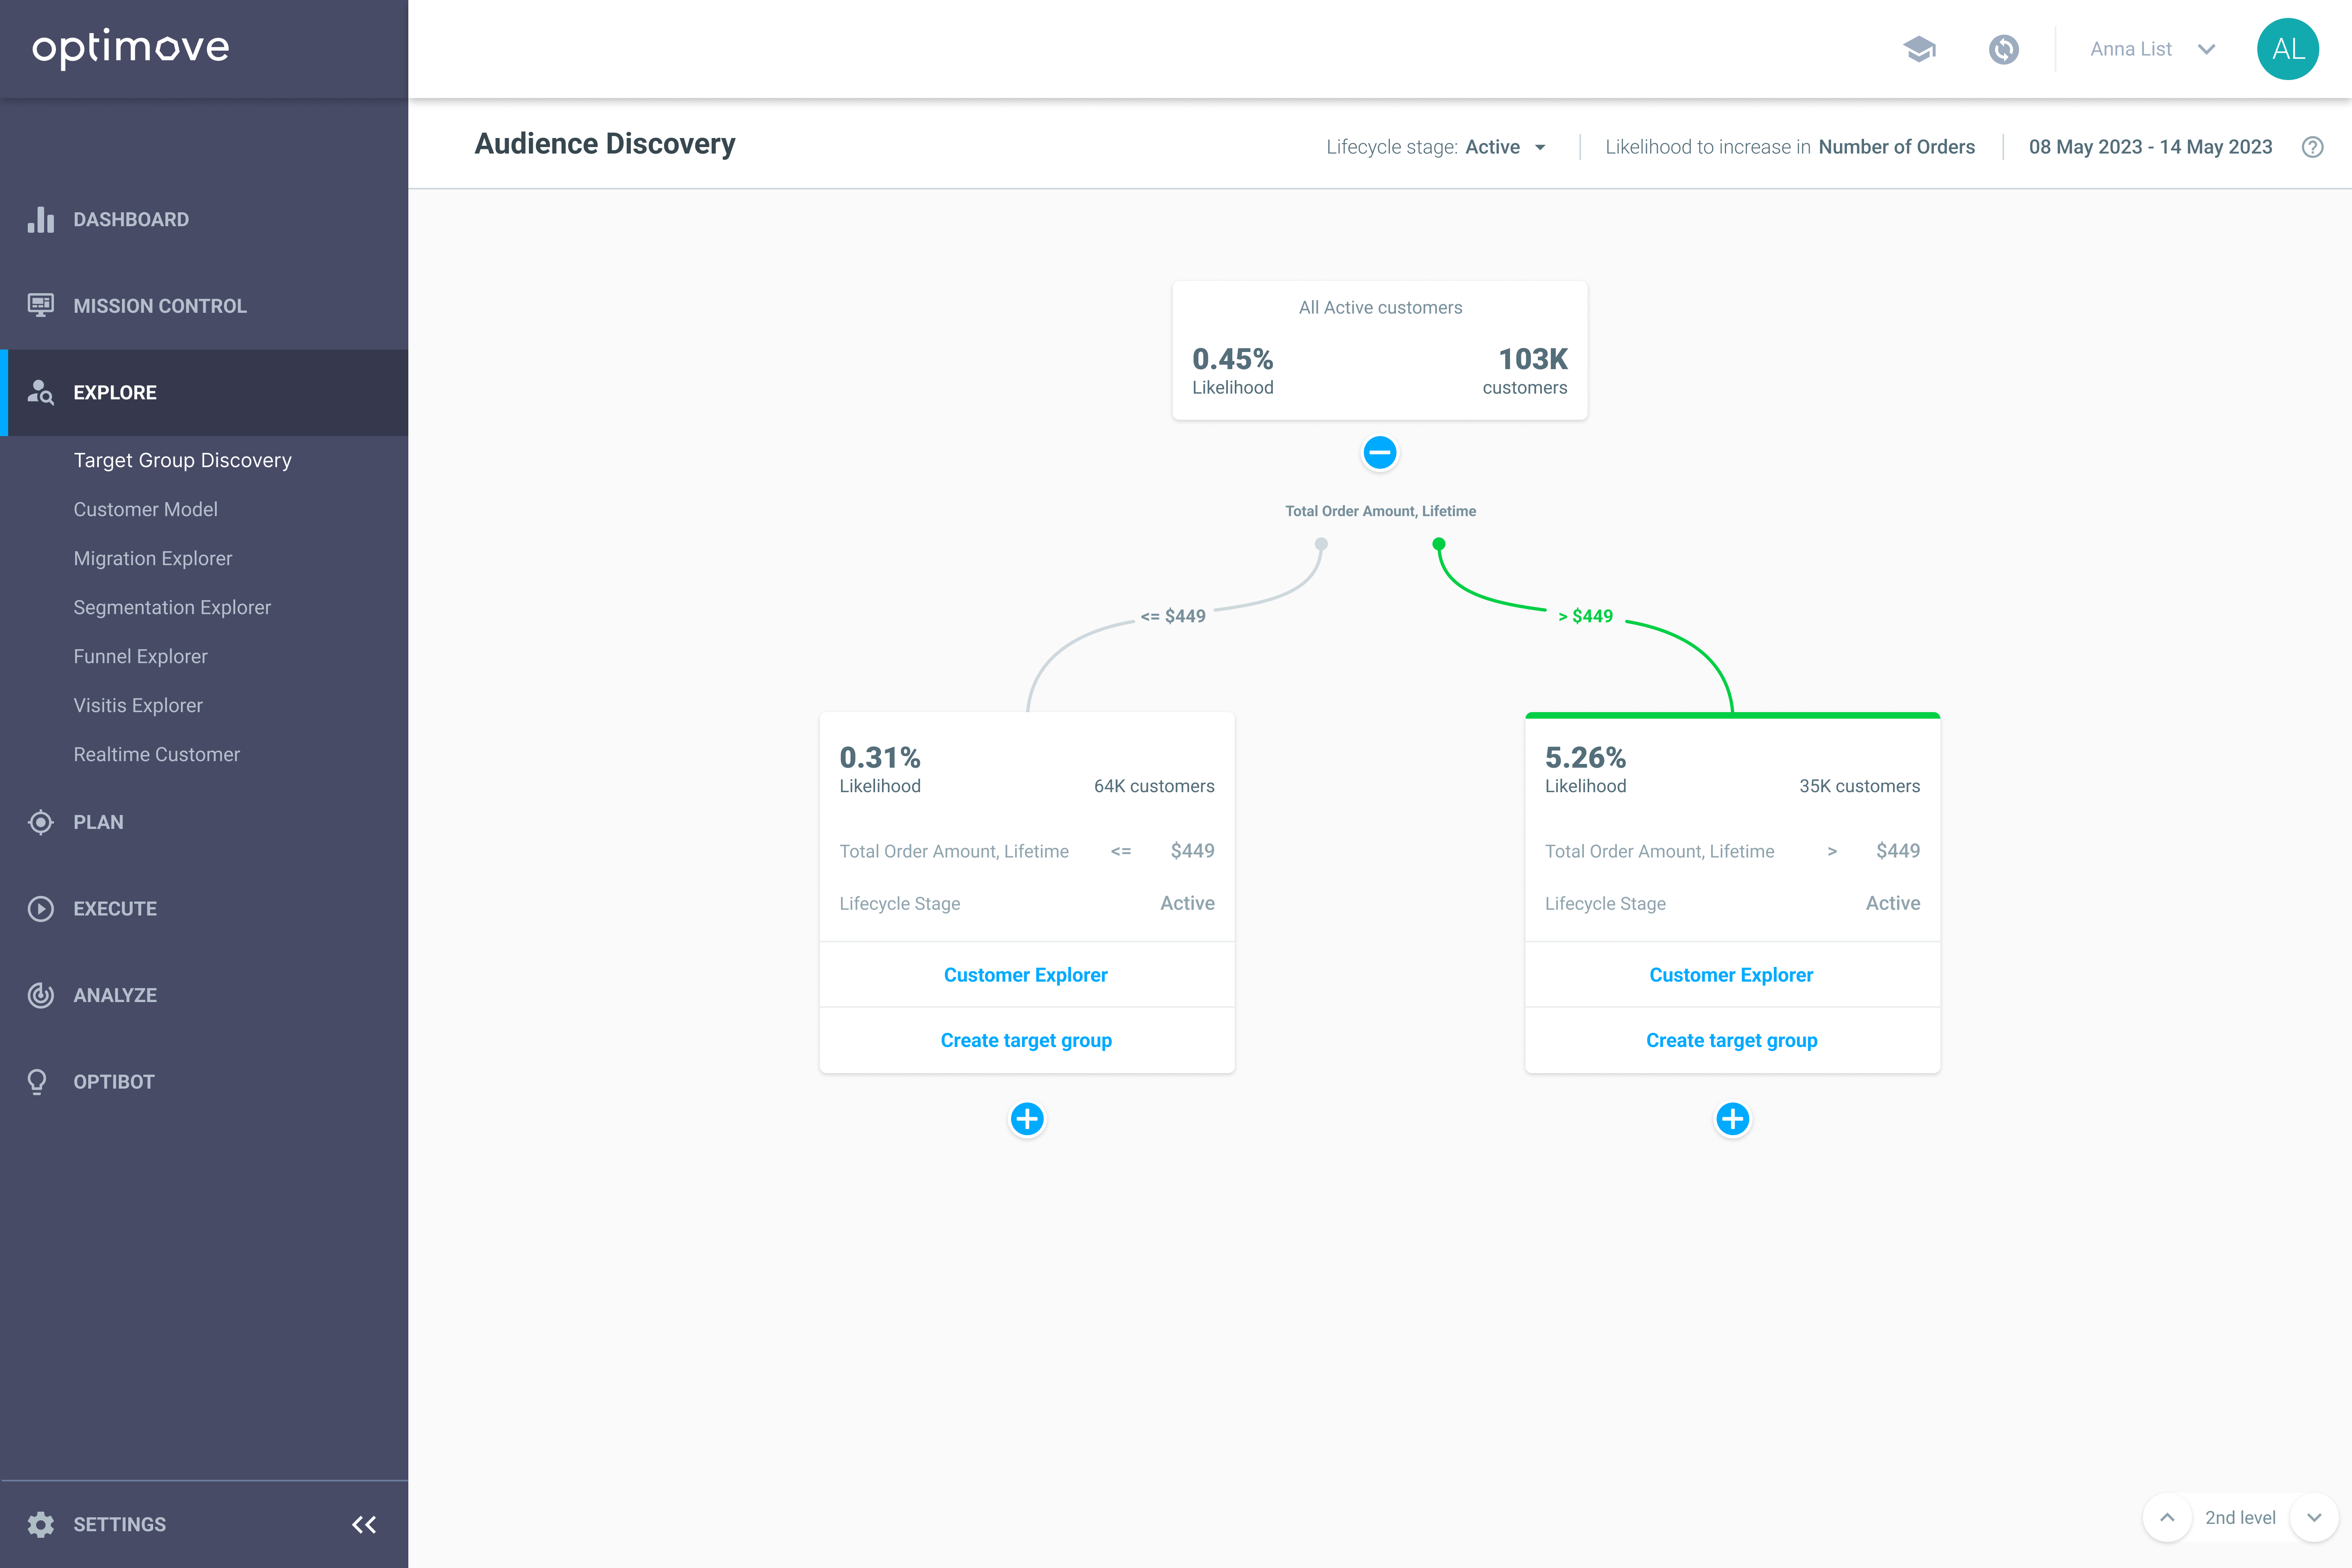 optimove
Anna List
AL
Audience Discovery
Lifecycle stage: Active
Likelihood to increase in Number of Orders
08 May 2023 - 14 May 2023
?
DASHBOARD
MISSION CONTROL
EXPLORE
Target Group Discovery
Customer Model
Migration Explorer
Segmentation Explorer
Funnel Explorer
Visitis Explorer
Realtime Customer
PLAN
EXECUTE
ANALYZE
OPTIBOT
SETTINGS
All Active customers
0.45% 103K
Likelihood customers
Total Order Amount, Lifetime
<= $449
> $449
0.31%
Likelihood 64K customers
Total Order Amount, Lifetime <= $449
Lifecycle Stage Active
Customer Explorer
Create target group
5.26%
Likelihood 35K customers
Total Order Amount, Lifetime > $449
Lifecycle Stage Active
Customer Explorer
Create target group
2nd level